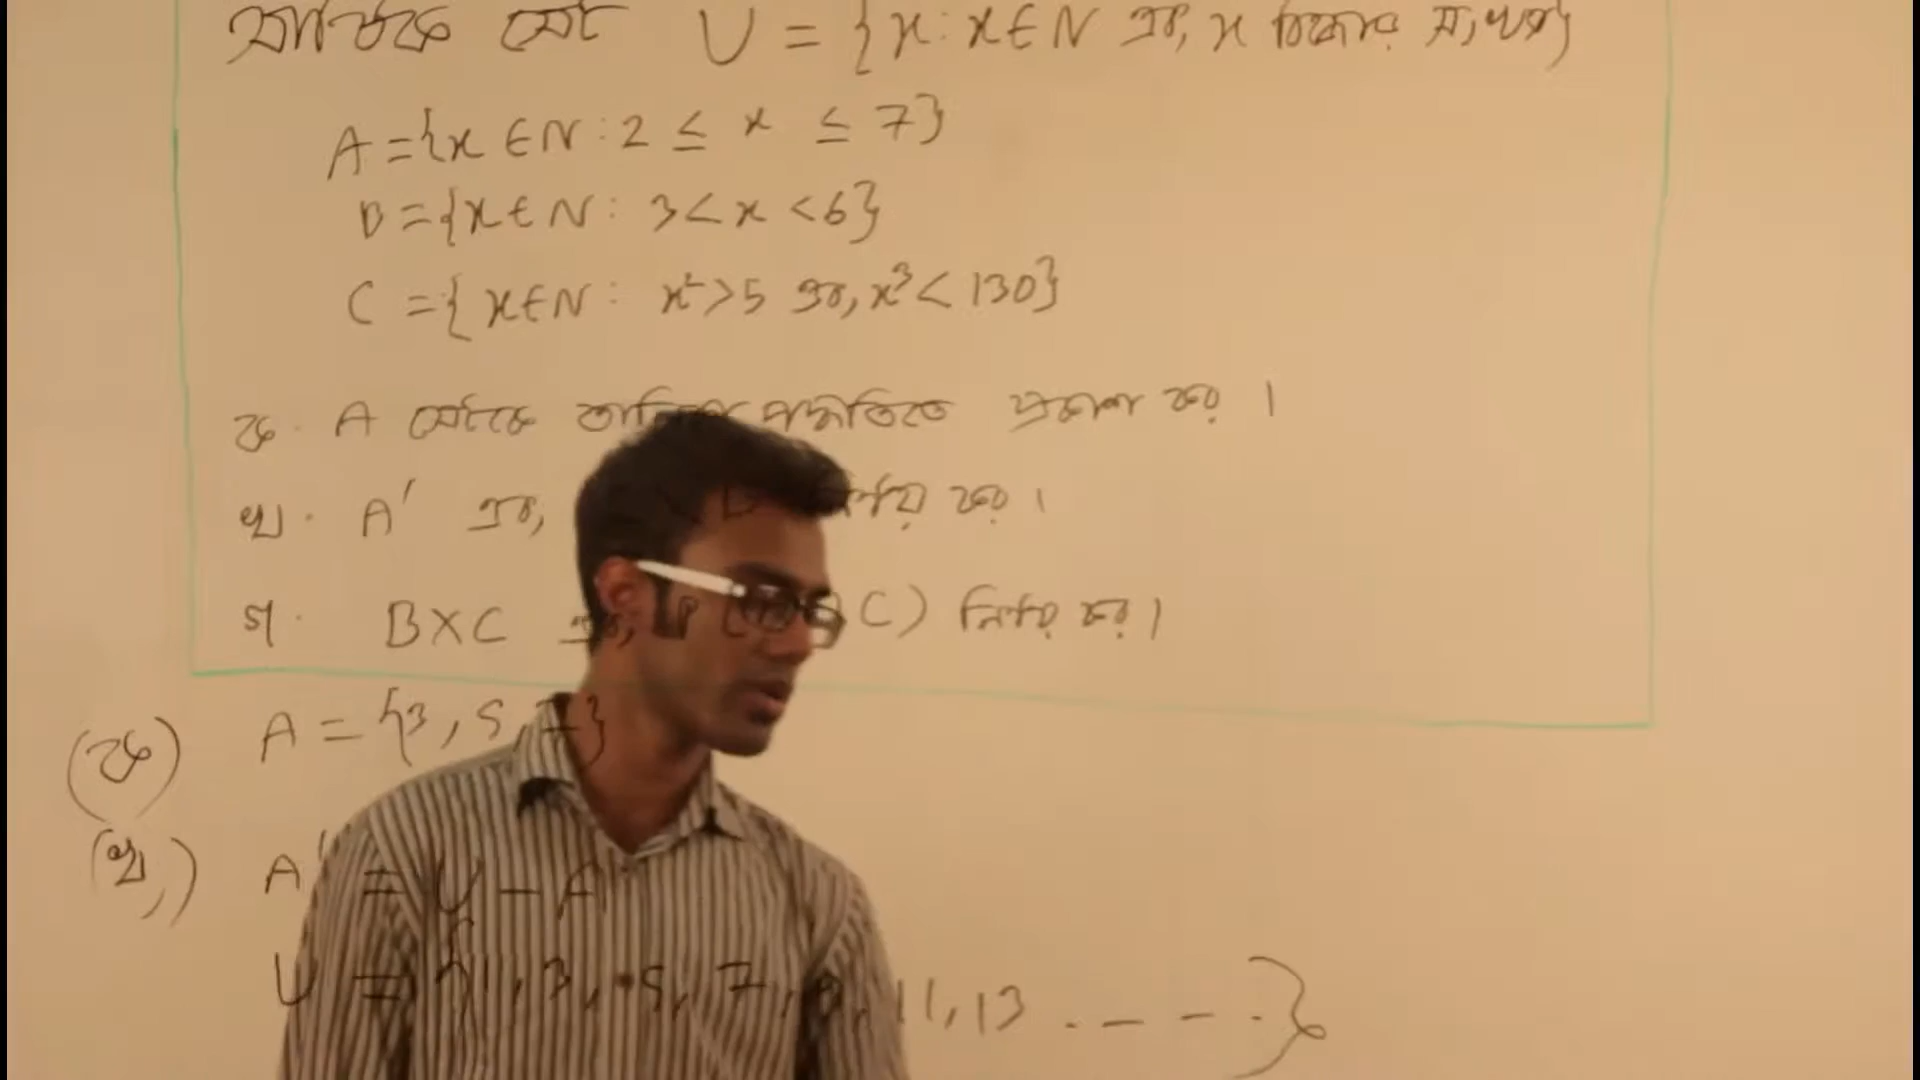 সার্বিক সেট U = {x : x ∈ N এবং x বিজোড় সংখ্যা}
A = {x ∈ N : 2 ≤ x ≤ 7}
B = {x ∈ N : 3 < x < 6}
C = {x ∈ N : x² > 5 এবং x³ < 130}
ক. A সেটকে তালিকা পদ্ধতিতে প্রকাশ কর ।
খ. A′ এবং নির্ণয় কর ।
গ. B×C এবং P ( C) নির্ণয় কর ।
(ক) A = {3, 5, 7}
(খ) A′ = U − A
U = {1, 3, 5, 7, 9, 11, 13 . – – .}